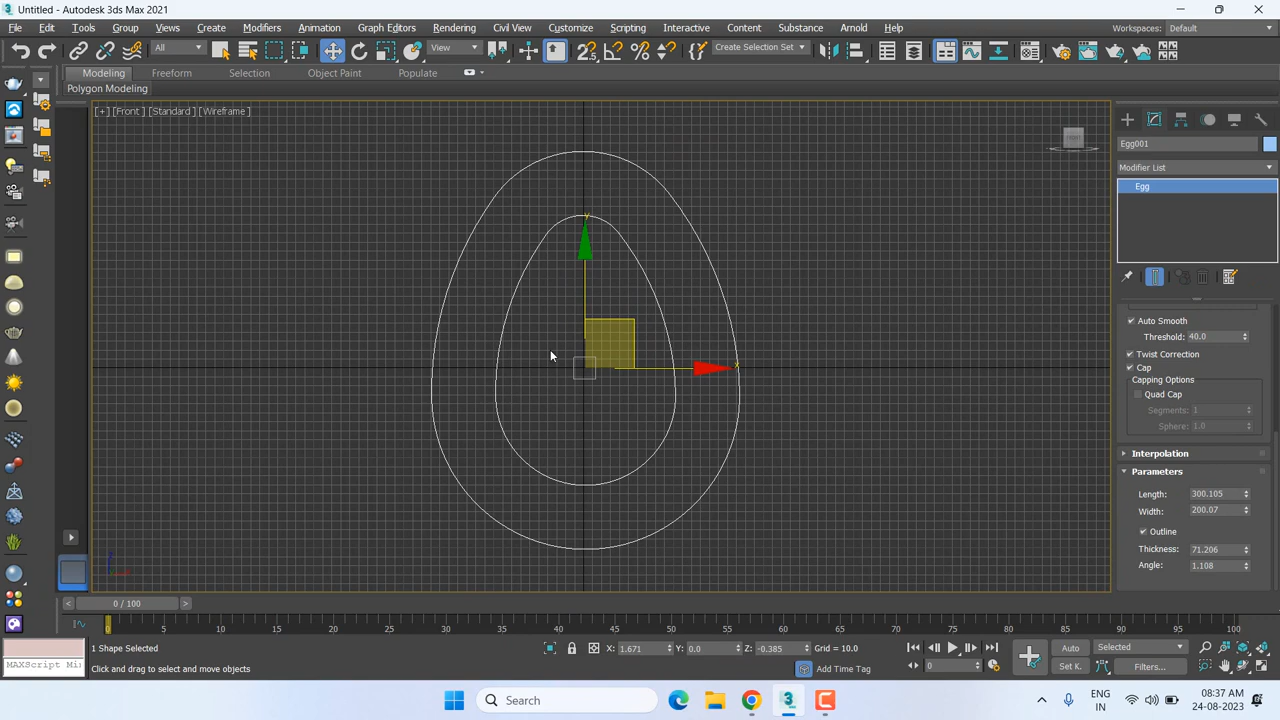 Untitled - Autodesk 3ds Max 2021
File Edit Tools Group Views Create Modifiers Animation Graph Editors Rendering Civil View Customize Scripting Interactive Content Substance Arnold Help Workspaces: Default
All View Create Selection Set
Modeling Freeform Selection Object Paint Populate
Polygon Modeling
[+] [Front ] [Standard ] [Wireframe ]
Egg001
Modifier List
Egg
Auto Smooth
Threshold: 40.0
Twist Correction
Cap
Capping Options
Quad Cap
Segments: 1
Sphere: 1.0
Interpolation
Parameters
Length: 300.105
Width: 200.07
Outline
Thickness: 71.206
Angle: 1.108
y
x
0 / 100
0 5 10 15 20 25 30 35 40 45 50 55 60 65 70 75 80 85 90 95 100
1 Shape Selected X: 1.671 Y: 0.0 Z: -0.385 Grid = 10.0 Auto Selected
MAXScript Mi Click and drag to select and move objects Add Time Tag 0 Set K. Filters...
Search ENG IN 08:37 AM 24-08-2023